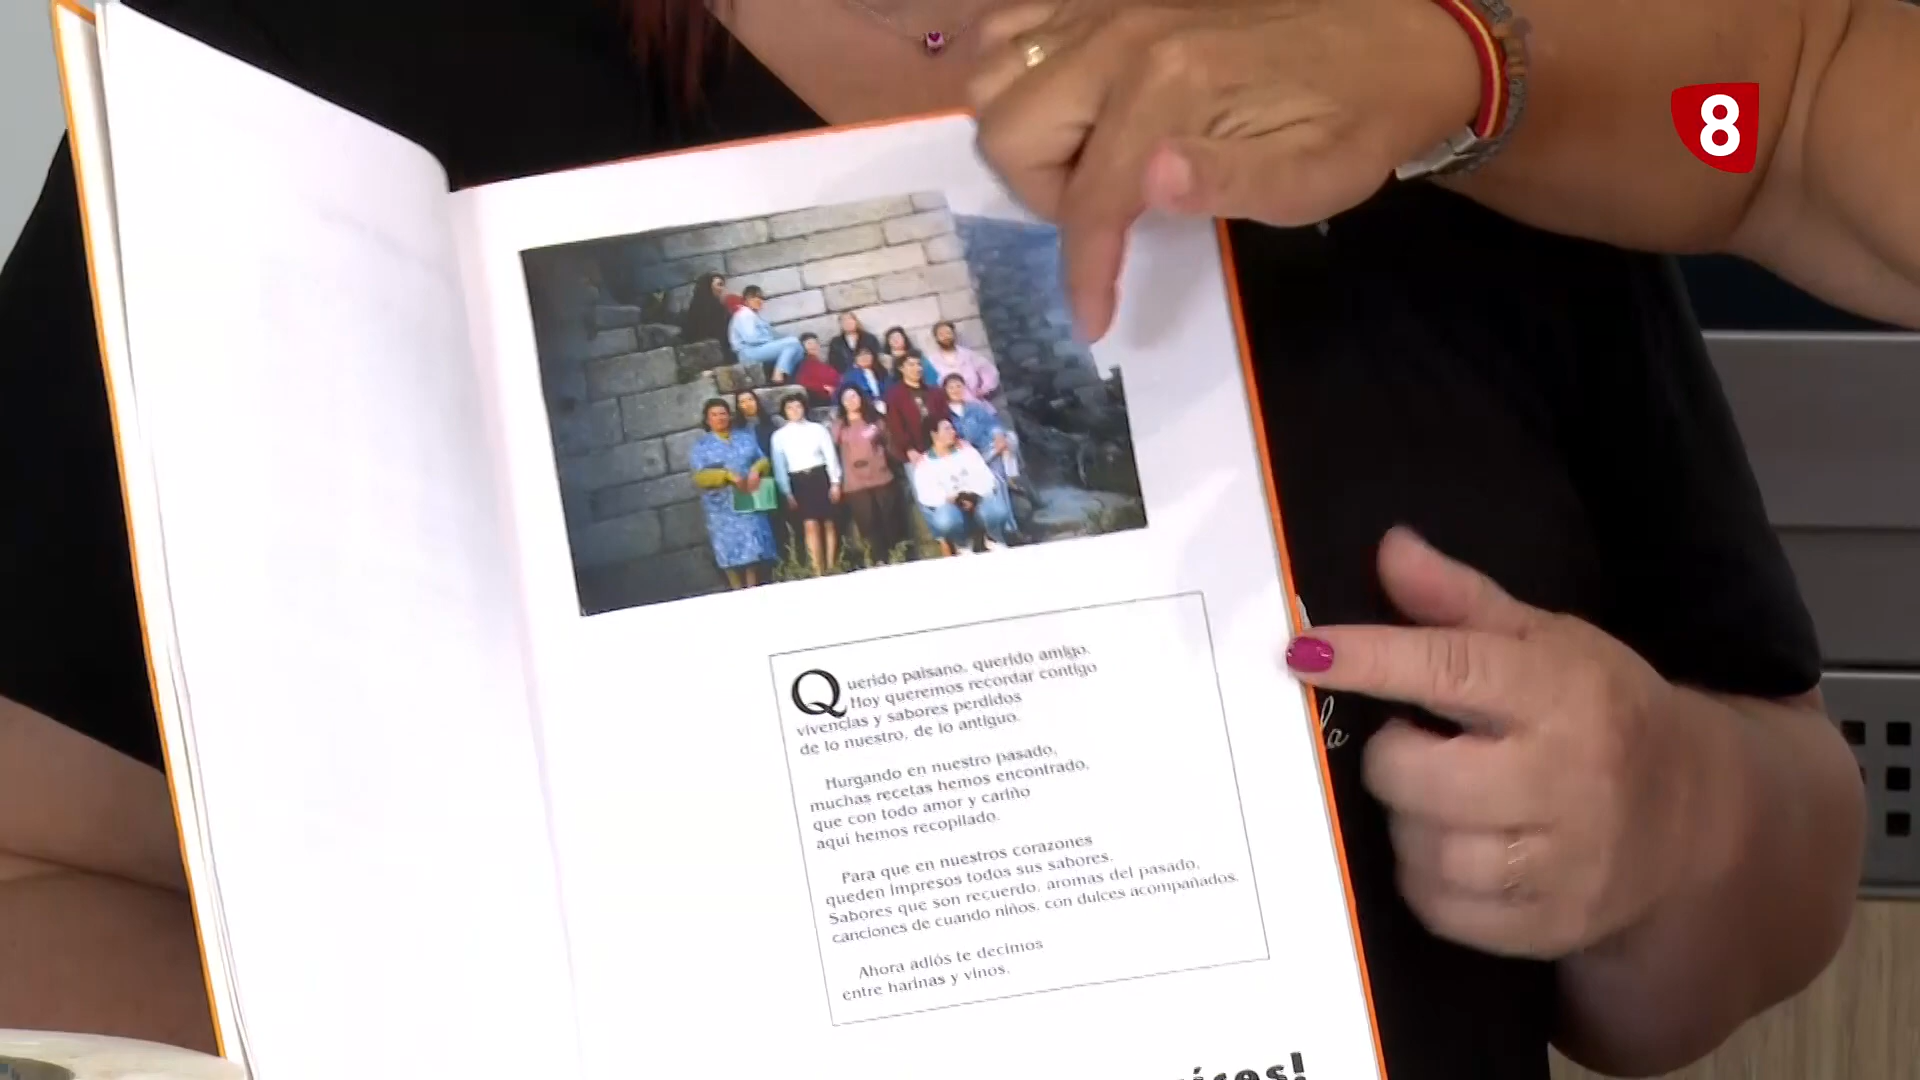 8
Querido paisano, querido amigo.
Hoy queremos recordar contigo
vivencias y sabores perdidos
de lo nuestro, de lo antiguo.
Hurgando en nuestro pasado,
muchas recetas hemos encontrado,
que con todo amor y cariño
aquí hemos recopilado.
Para que en nuestros corazones
queden impresos todos sus sabores.
Sabores que son recuerdo, aromas del pasado,
canciones de cuando niños, con dulces acompañados.
Ahora adiós te decimos
entre harinas y vinos.
la